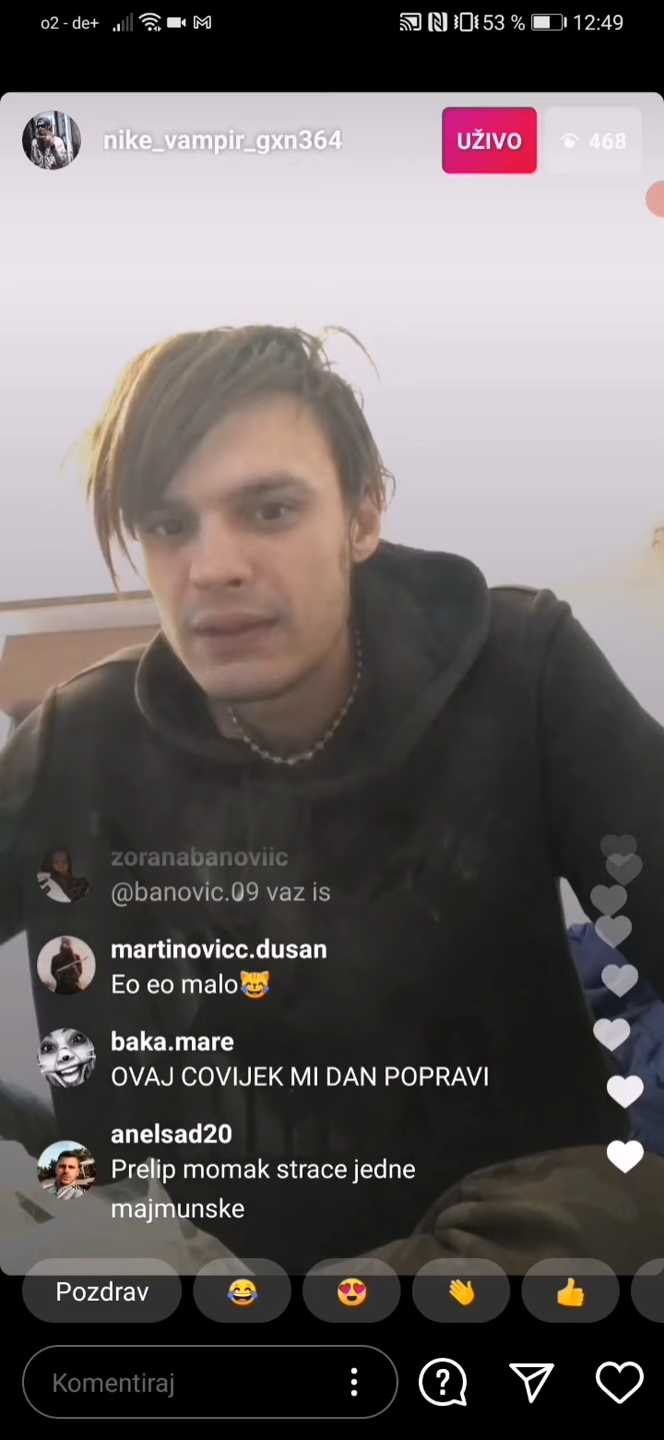 o2 - de+ 53 % 12:49
nike_vampir_gxn364 UŽIVO 468
zoranabanoviic
@banovic.09 vaz is
martinovicc.dusan
Eo eo malo😹
baka.mare
OVAJ COVIJEK MI DAN POPRAVI
anelsad20
Prelip momak strace jedne
majmunske
Pozdrav 😂 😍 👋 👍
Komentiraj